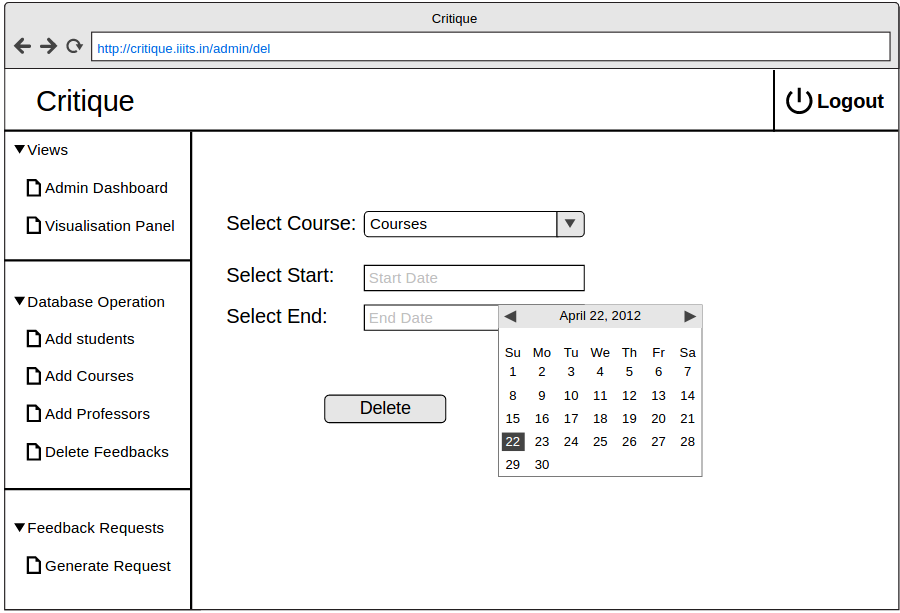 Critique
http://critique.iiits.in/admin/del
Critique
Logout
Views
Admin Dashboard
Visualisation Panel
Database Operation
Add students
Add Courses
Add Professors
Delete Feedbacks
Feedback Requests
Generate Request
Select Course: Courses
Select Start: Start Date
Select End: End Date
April 22, 2012
Su Mo Tu We Th Fr Sa
1 2 3 4 5 6 7
8 9 10 11 12 13 14
15 16 17 18 19 20 21
22 23 24 25 26 27 28
29 30
Delete